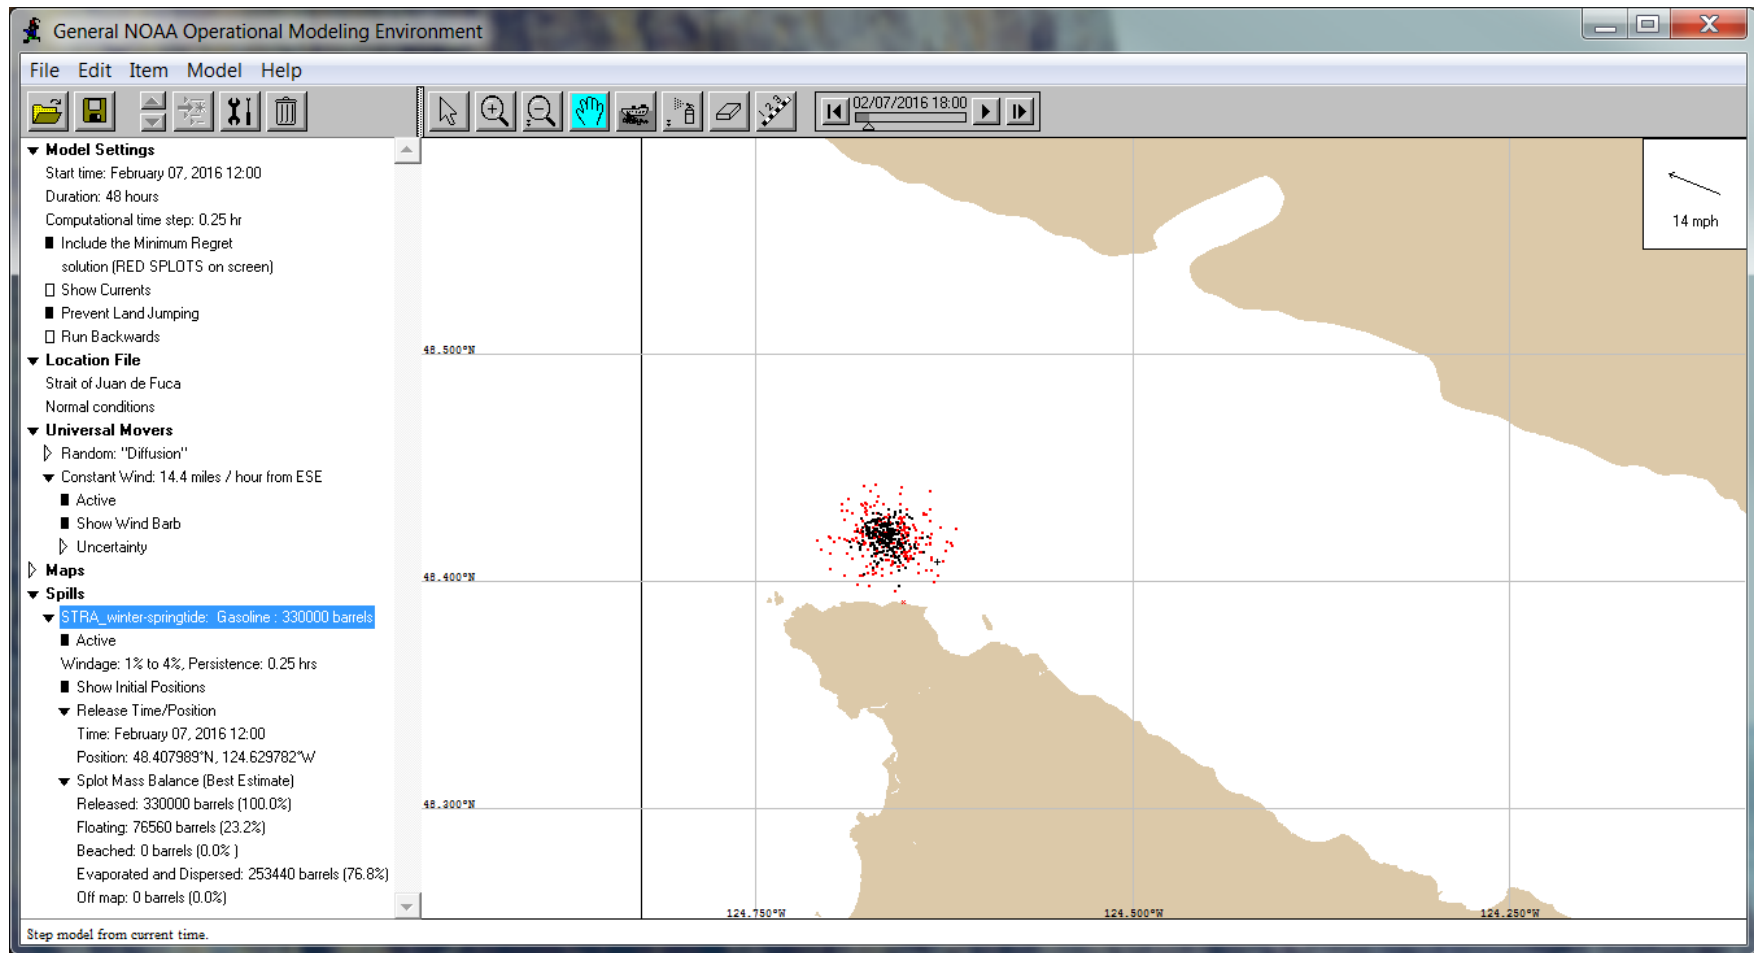 General NOAA Operational Modeling Environment
File Edit Item Model Help
02/07/2016 18:00
Model Settings
Start time: February 07, 2016 12:00
Duration: 48 hours
Computational time step: 0.25 hr
Include the Minimum Regret
solution (RED SPLOTS on screen)
Show Currents
Prevent Land Jumping
Run Backwards
Location File
Strait of Juan de Fuca
Normal conditions
Universal Movers
Random: "Diffusion"
Constant Wind: 14.4 miles / hour from ESE
Active
Show Wind Barb
Uncertainty
Maps
Spills
STRA_winter-springtide: Gasoline : 330000 barrels
Active
Windage: 1% to 4%, Persistence: 0.25 hrs
Show Initial Positions
Release Time/Position
Time: February 07, 2016 12:00
Position: 48.407989°N, 124.629782°W
Splot Mass Balance (Best Estimate)
Released: 330000 barrels (100.0%)
Floating: 76560 barrels (23.2%)
Beached: 0 barrels (0.0% )
Evaporated and Dispersed: 253440 barrels (76.8%)
Off map: 0 barrels (0.0%)
14 mph
48.500°N
48.400°N
48.300°N
124.750°W 124.500°W 124.250°W
Step model from current time.